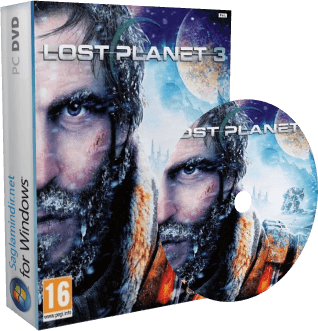 PC DVD
Saglamindir.net
for Windows
LOST PLANET 3
16
www.pegi.info
LOST PLANET